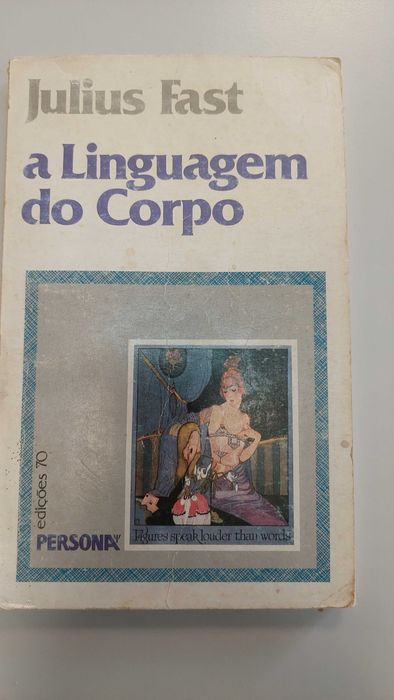 Julius Fast
a Linguagem
do Corpo
edições 70
PERSONA
Figures speak louder than words